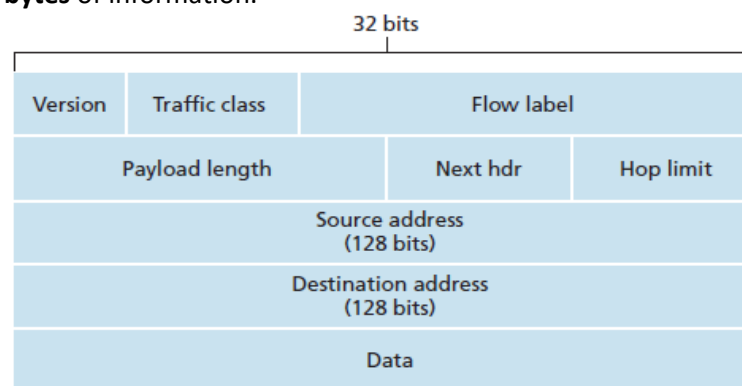 bytes of information.
32 bits
Version Traffic class Flow label
Payload length Next hdr Hop limit
Source address
(128 bits)
Destination address
(128 bits)
Data